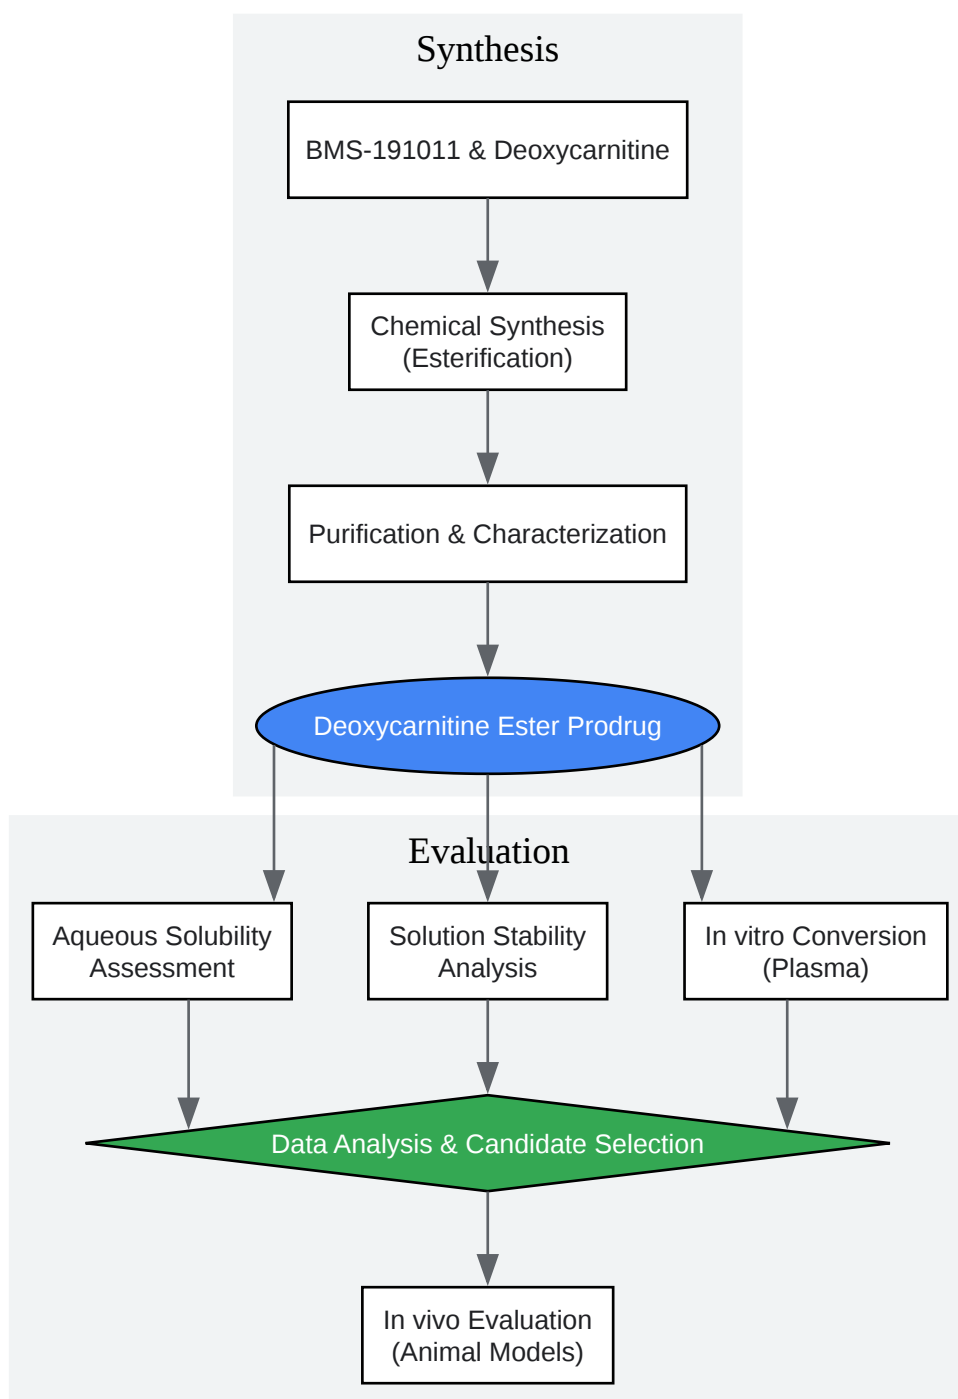 Synthesis
BMS-191011 & Deoxycarnitine
Chemical Synthesis
(Esterification)
Purification & Characterization
Deoxycarnitine Ester Prodrug
Evaluation
Aqueous Solubility
Assessment
Solution Stability
Analysis
In vitro Conversion
(Plasma)
Data Analysis & Candidate Selection
In vivo Evaluation
(Animal Models)